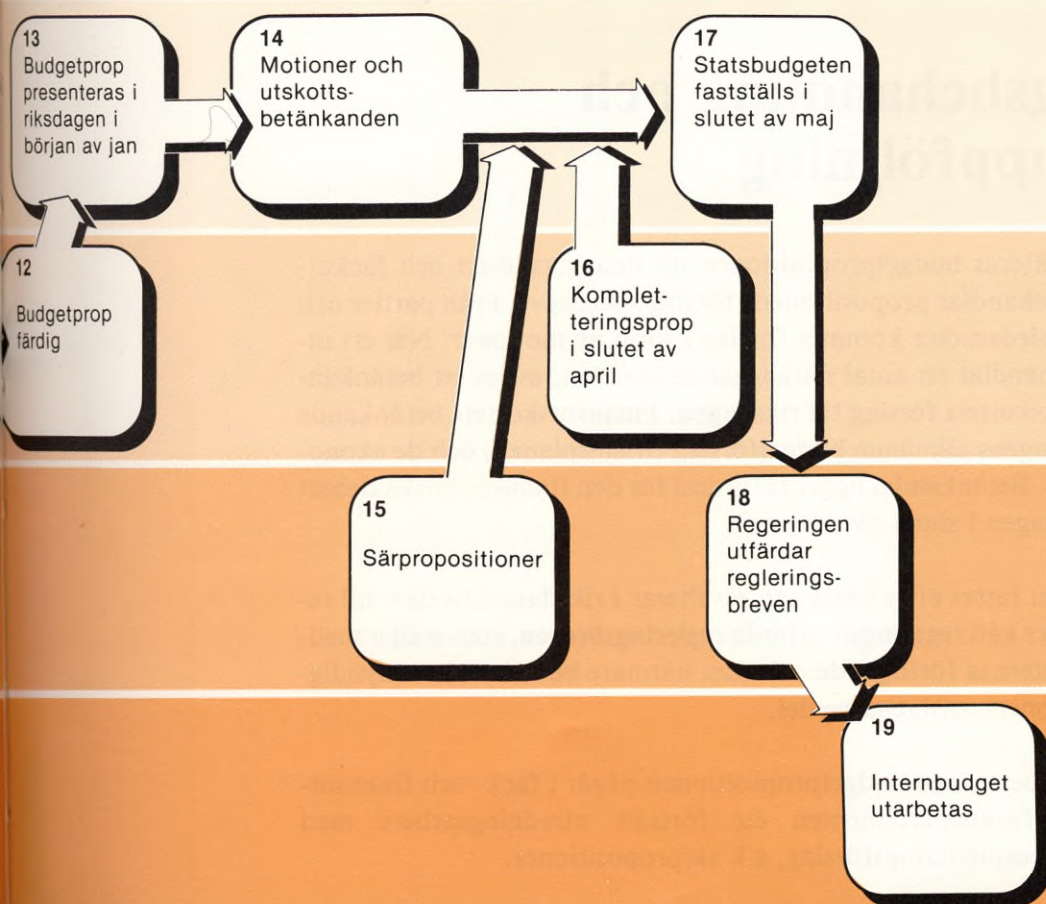 13
Budgetprop
presenteras i
riksdagen i
början av jan
14
Motioner och
utskotts-
betänkanden
17
Statsbudgeten
fastställs i
slutet av maj
12
Budgetprop
färdig
16
Komplet-
teringsprop
i slutet av
april
15
Särpropositioner
18
Regeringen
utfärdar
reglerings-
breven
19
Internbudget
utarbetas